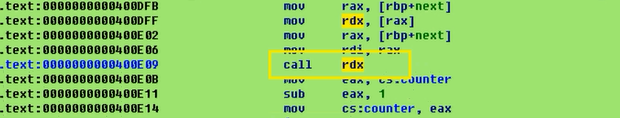 .text:0000000000400DFB mov rax, [rbp+next]
.text:0000000000400DFF mov rdx, [rax]
.text:0000000000400E02 mov rax, [rbp+next]
.text:0000000000400E06 mov rdi, rax
.text:0000000000400E09 call rdx
.text:0000000000400E0B mov eax, cs:counter
.text:0000000000400E11 sub eax, 1
.text:0000000000400E14 mov cs:counter, eax